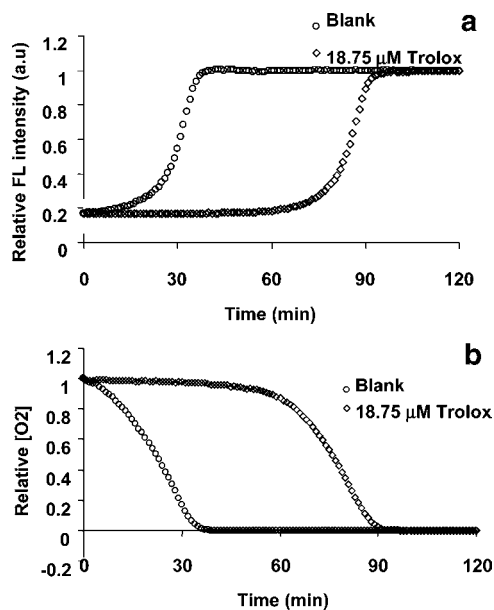 a
Blank
18.75 µM Trolox
Relative FL intensity (a.u)
1.2
1
0.8
0.6
0.4
0.2
0
0
30
60
90
120
Time (min)
b
Blank
18.75 µM Trolox
Relative [O2]
1.2
1
0.8
0.6
0.4
0.2
0
-0.2
0
30
60
90
120
Time (min)